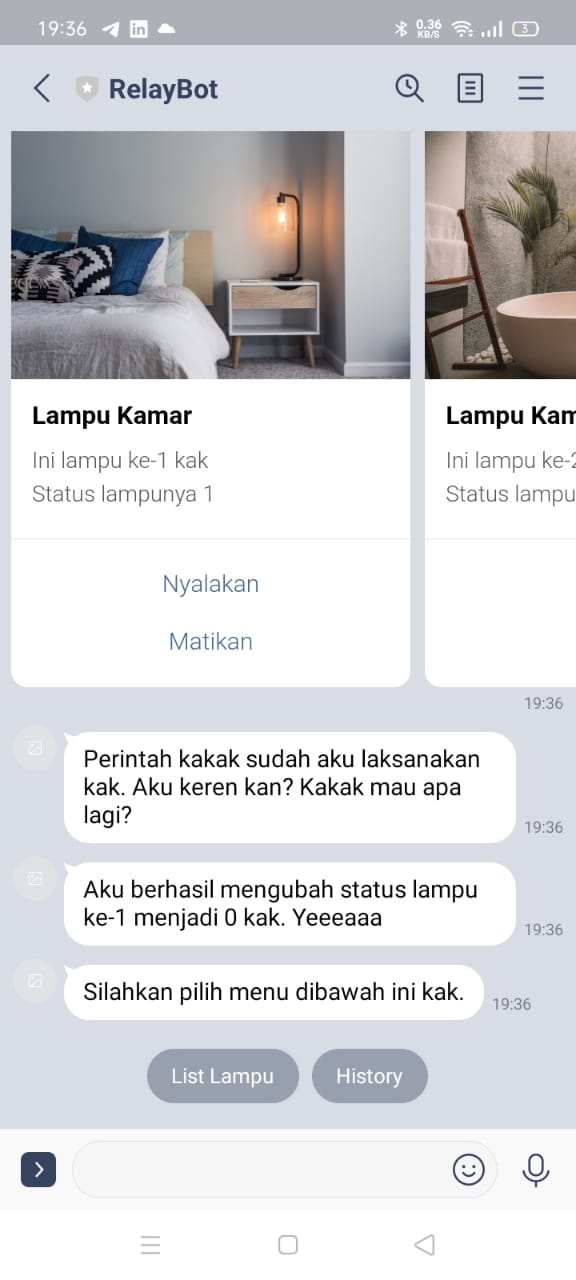 19:36
0.36
KB/S
3
RelayBot
Lampu Kamar
Ini lampu ke-1 kak
Status lampunya 1
Nyalakan
Matikan
Lampu Kam
Ini lampu ke-2
Status lampu
19:36
Perintah kakak sudah aku laksanakan
kak. Aku keren kan? Kakak mau apa
lagi?
19:36
Aku berhasil mengubah status lampu
ke-1 menjadi 0 kak. Yeeeaaa
19:36
Silahkan pilih menu dibawah ini kak.
19:36
List Lampu
History